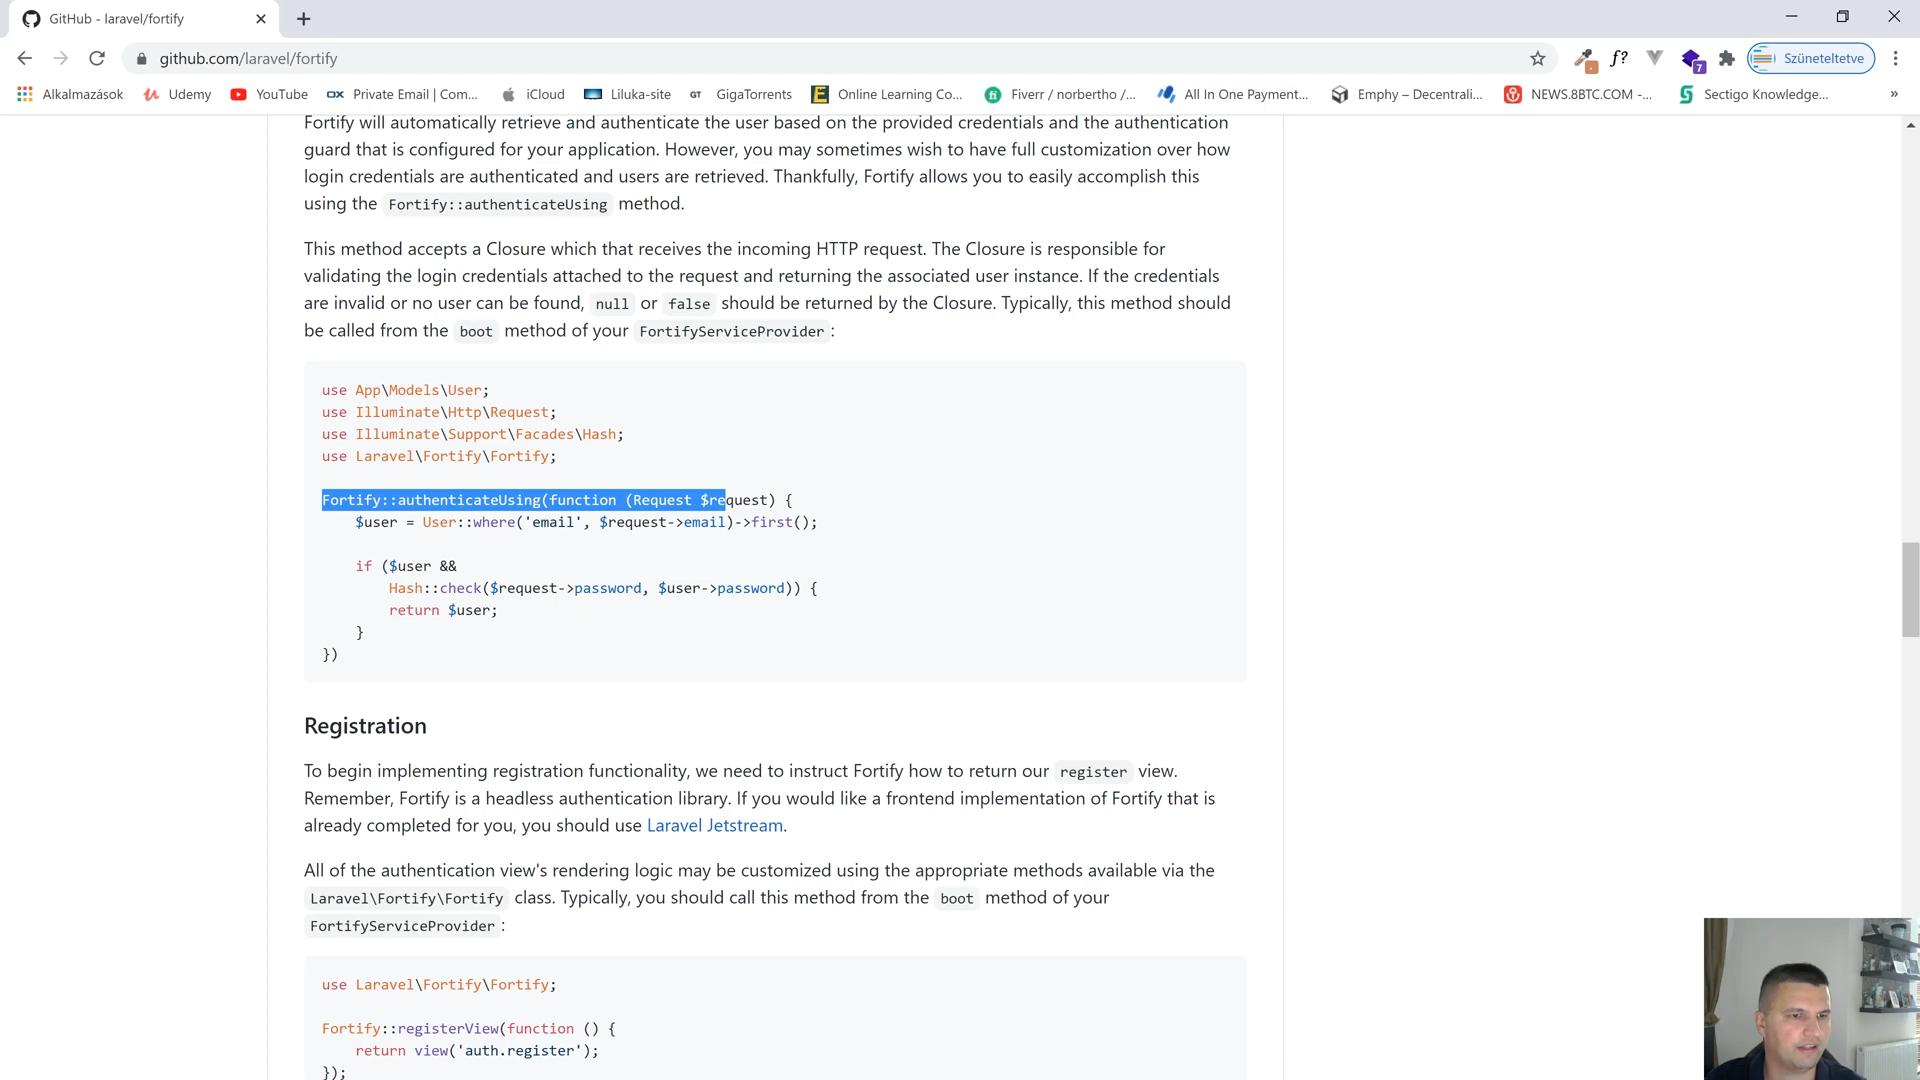 GitHub - laravel/fortify
github.com/laravel/fortify
f?
7
Szüneteltetve
Alkalmazások
Udemy
YouTube
OX Private Email | Com...
iCloud
Liluka-site
GT GigaTorrents
E Online Learning Co...
fi Fiverr / norbertho /...
All In One Payment...
Emphy – Decentrali...
NEWS.8BTC.COM -...
Sectigo Knowledge...
»
Fortify will automatically retrieve and authenticate the user based on the provided credentials and the authentication
guard that is configured for your application. However, you may sometimes wish to have full customization over how
login credentials are authenticated and users are retrieved. Thankfully, Fortify allows you to easily accomplish this
using the Fortify::authenticateUsing method.
This method accepts a Closure which that receives the incoming HTTP request. The Closure is responsible for
validating the login credentials attached to the request and returning the associated user instance. If the credentials
are invalid or no user can be found, null or false should be returned by the Closure. Typically, this method should
be called from the boot method of your FortifyServiceProvider:
use App\Models\User;
use Illuminate\Http\Request;
use Illuminate\Support\Facades\Hash;
use Laravel\Fortify\Fortify;
Fortify::authenticateUsing(function (Request $request) {
$user = User::where('email', $request->email)->first();
if ($user &&
Hash::check($request->password, $user->password)) {
return $user;
}
})
Registration
To begin implementing registration functionality, we need to instruct Fortify how to return our register view.
Remember, Fortify is a headless authentication library. If you would like a frontend implementation of Fortify that is
already completed for you, you should use Laravel Jetstream.
All of the authentication view's rendering logic may be customized using the appropriate methods available via the
Laravel\Fortify\Fortify class. Typically, you should call this method from the boot method of your
FortifyServiceProvider:
use Laravel\Fortify\Fortify;
Fortify::registerView(function () {
return view('auth.register');
});